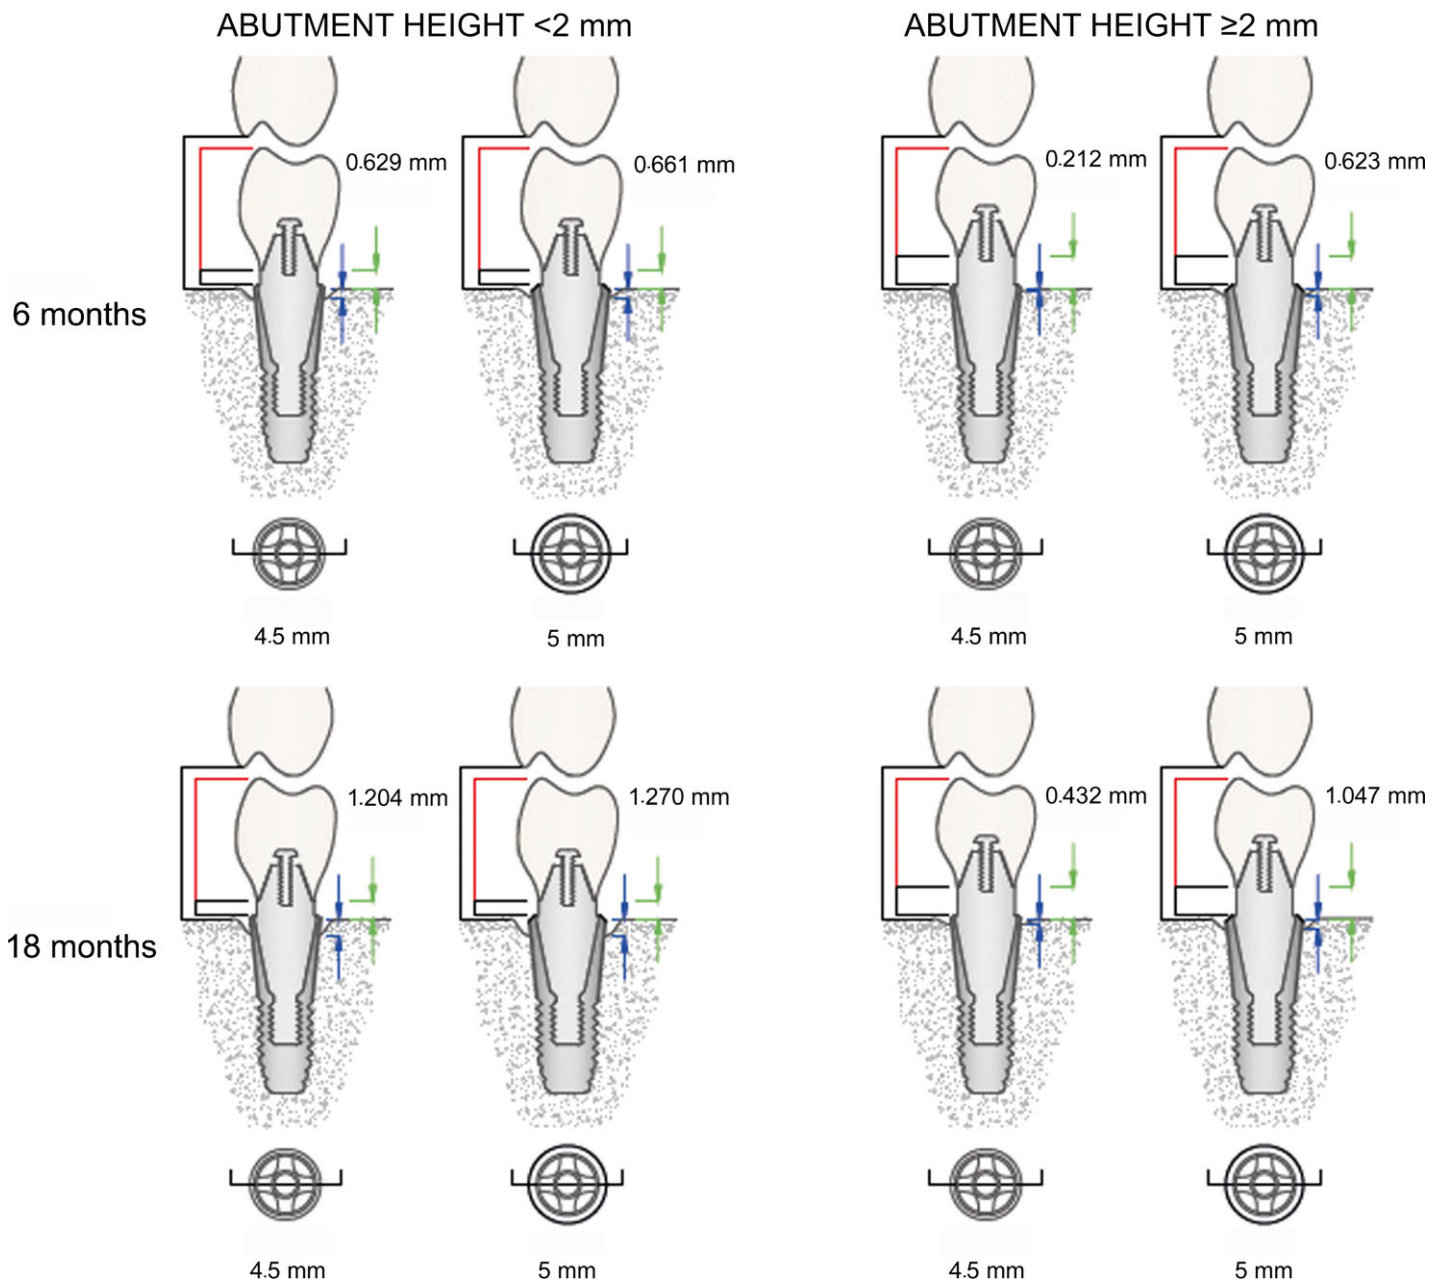 ABUTMENT HEIGHT <2 mm
ABUTMENT HEIGHT ≥2 mm
0.629 mm
0.661 mm
0.212 mm
0.623 mm
6 months
4.5 mm
5 mm
4.5 mm
5 mm
1.204 mm
1.270 mm
0.432 mm
1.047 mm
18 months
4.5 mm
5 mm
4.5 mm
5 mm